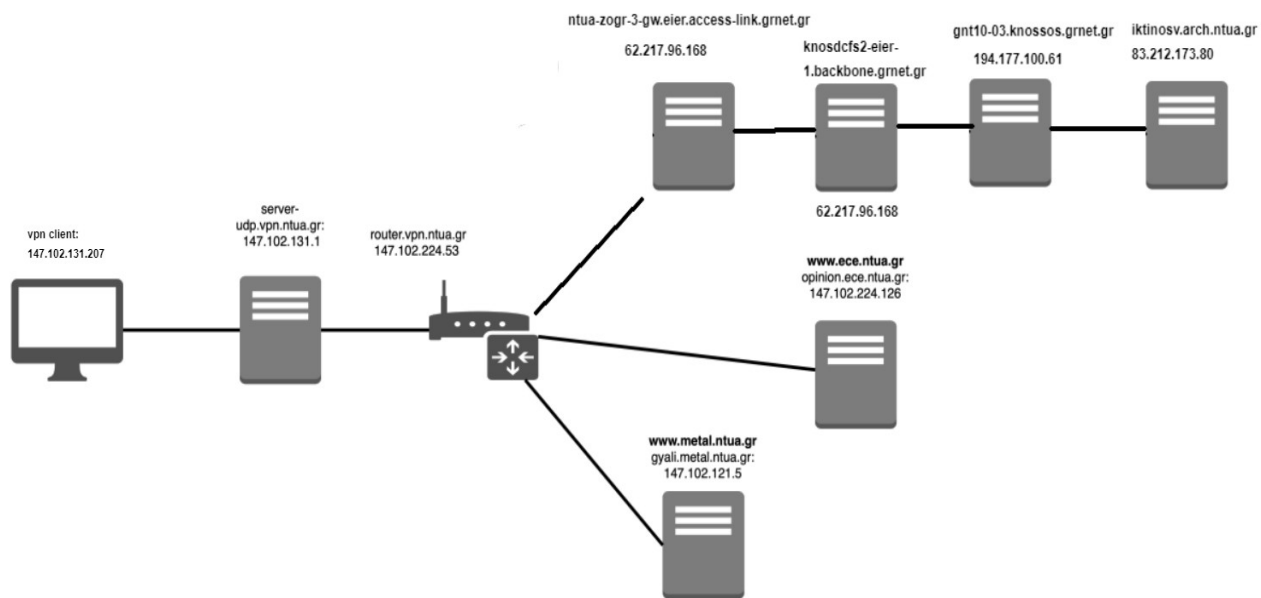 ntua-zogr-3-gw.eier.access-link.grnet.gr
62.217.96.168
knosdcfs2-eier-
1.backbone.grnet.gr
62.217.96.168
gnt10-03.knossos.grnet.gr
194.177.100.61
iktinosv.arch.ntua.gr
83.212.173.80
vpn client:
147.102.131.207
server-
udp.vpn.ntua.gr:
147.102.131.1
router.vpn.ntua.gr
147.102.224.53
www.ece.ntua.gr
opinion.ece.ntua.gr:
147.102.224.126
www.metal.ntua.gr
gyali.metal.ntua.gr:
147.102.121.5